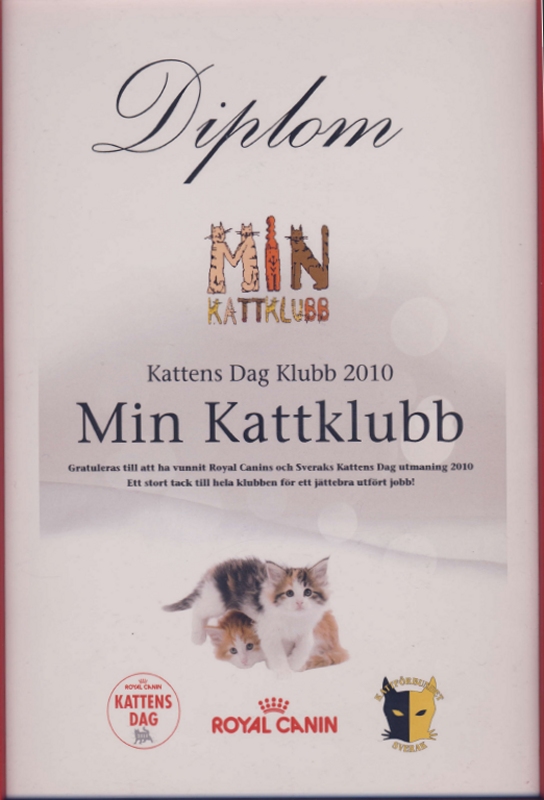 Diplom
MIN
KATTKLUBB
Kattens Dag Klubb 2010
Min Kattklubb
Gratuleras till att ha vunnit Royal Canins och Sveraks Kattens Dag utmaning 2010
Ett stort tack till hela klubben för ett jättebra utfört jobb!
ROYAL CANIN
KATTENS
DAG
ROYAL CANIN
KATTFÖRBUNDET
SVERAK